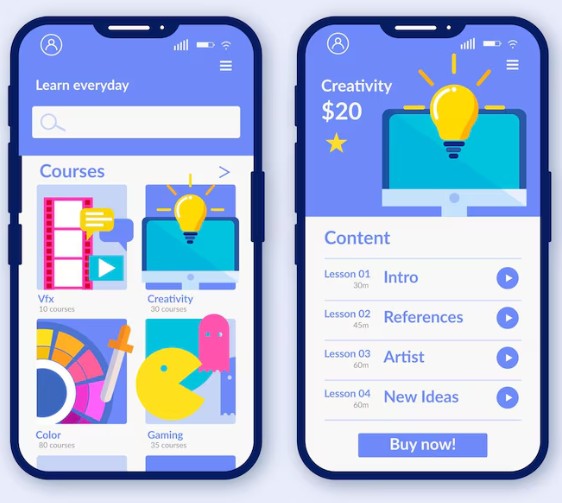 Learn everyday
Courses
Vfx
10 courses
Creativity
30 courses
Color
80 courses
Gaming
35 courses
Creativity
$20
Content
Lesson 01 Intro
30m
Lesson 02 References
45m
Lesson 03 Artist
60m
Lesson 04 New Ideas
60m
Buy now!